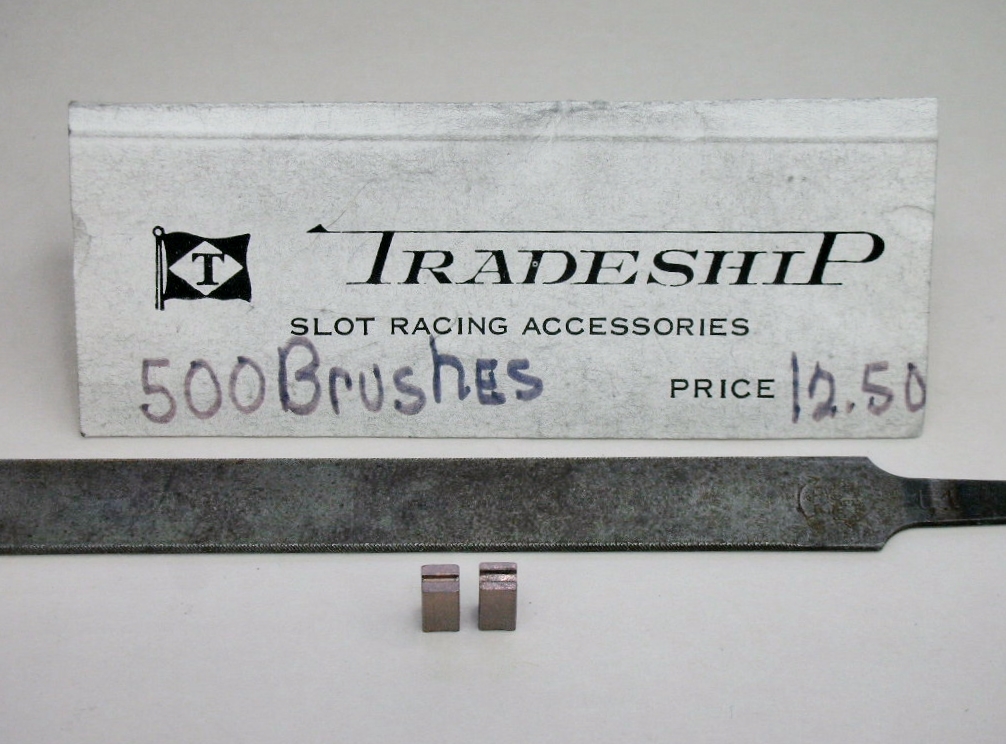 T
TRADESHIP
SLOT RACING ACCESSORIES
500 Brushes PRICE 12.50